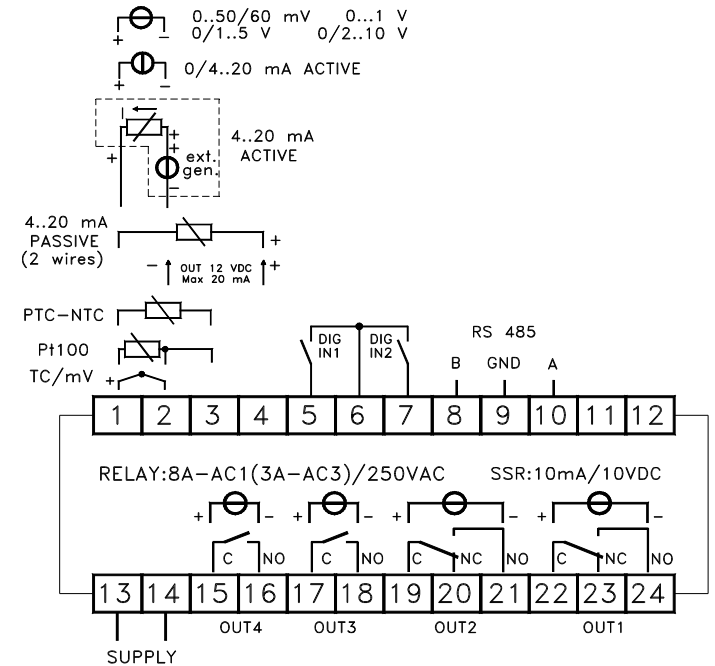 0..50/60 mV 0...1 V
+ − 0/1..5 V 0/2..10 V
0/4..20 mA ACTIVE
+ −
+
+
+
4..20 mA
ACTIVE
ext.
gen.
−
4..20 mA
PASSIVE
(2 wires)
+
− OUT 12 VDC +
Max 20 mA
PTC−NTC
Pt100
TC/mV +
DIG
IN1
DIG
IN2
RS 485
B GND A
1 2 3 4 5 6 7 8 9 10 11 12
RELAY:8A−AC1(3A−AC3)/250VAC SSR:10mA/10VDC
+ − + − + − + −
C NO C NO C NC NO C NC NO
13 14 15 16 17 18 19 20 21 22 23 24
OUT4 OUT3 OUT2 OUT1
SUPPLY